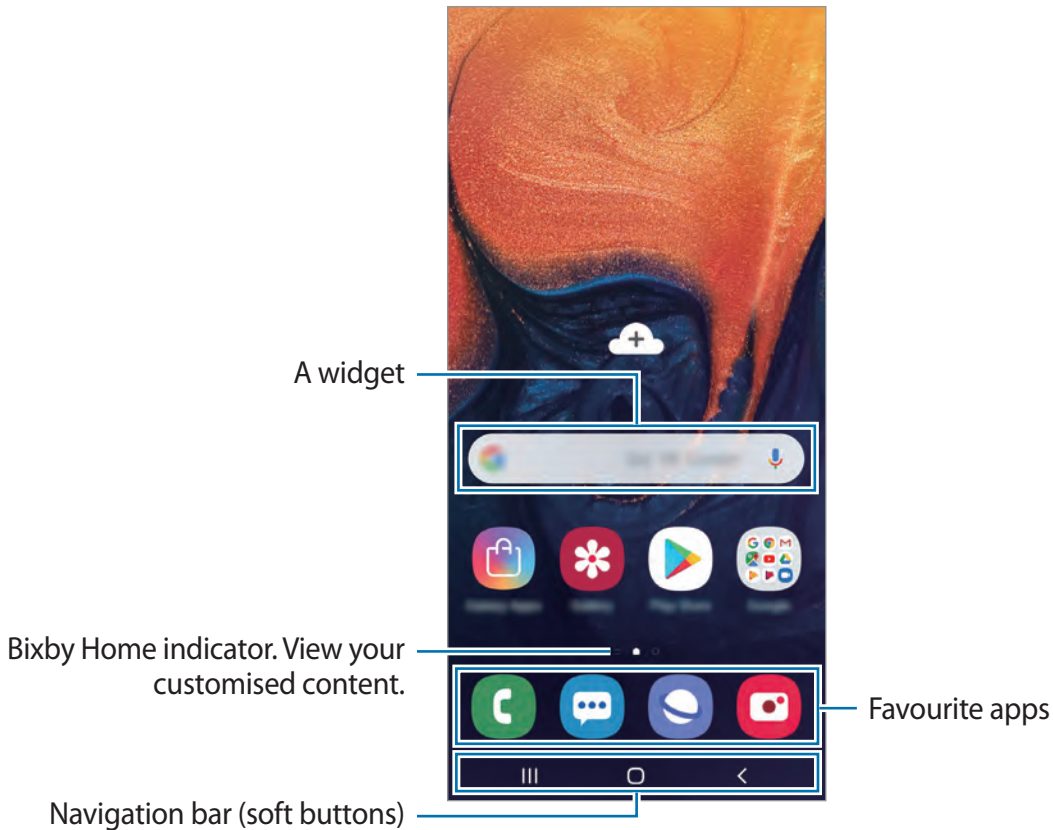 A widget
Bixby Home indicator. View your
customised content.
Favourite apps
Navigation bar (soft buttons)